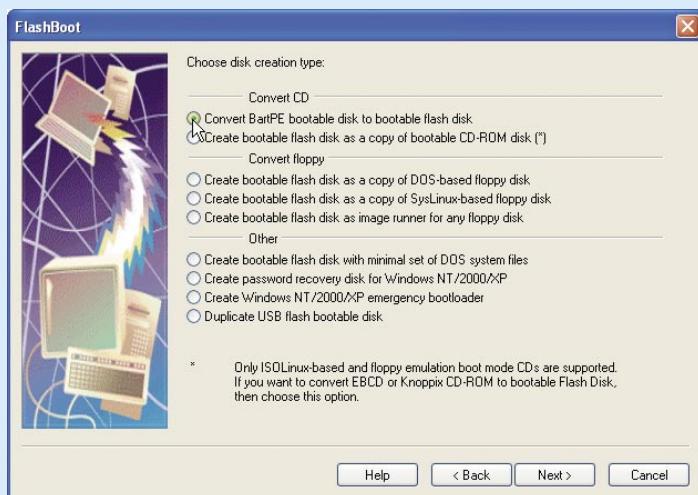 FlashBoot
Choose disk creation type:
Convert CD
Convert BartPE bootable disk to bootable flash disk
Create bootable flash disk as a copy of bootable CD-ROM disk (*)
Convert floppy
Create bootable flash disk as a copy of DOS-based floppy disk
Create bootable flash disk as a copy of SysLinux-based floppy disk
Create bootable flash disk as image runner for any floppy disk
Other
Create bootable flash disk with minimal set of DOS system files
Create password recovery disk for Windows NT/2000/XP
Create Windows NT/2000/XP emergency bootloader
Duplicate USB flash bootable disk
* Only ISOLinux-based and floppy emulation boot mode CDs are supported.
If you want to convert EBCD or Knoppix CD-ROM to bootable Flash Disk,
then choose this option.
Help < Back Next > Cancel